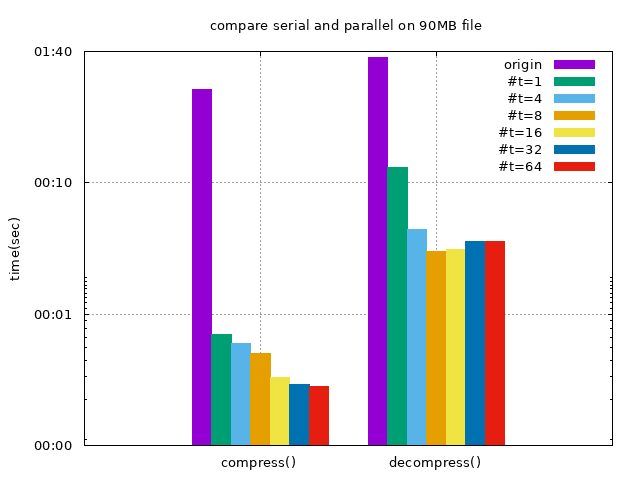 compare serial and parallel on 90MB file
01:40
00:10
00:01
00:00
time(sec)
origin
#t=1
#t=4
#t=8
#t=16
#t=32
#t=64
compress()
decompress()